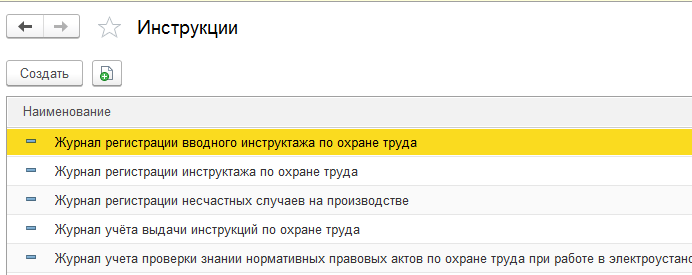 Инструкции
Создать
Наименование
Журнал регистрации вводного инструктажа по охране труда
Журнал регистрации инструктажа по охране труда
Журнал регистрации несчастных случаев на производстве
Журнал учёта выдачи инструкций по охране труда
Журнал учета проверки знании нормативных правовых актов по охране труда при работе в